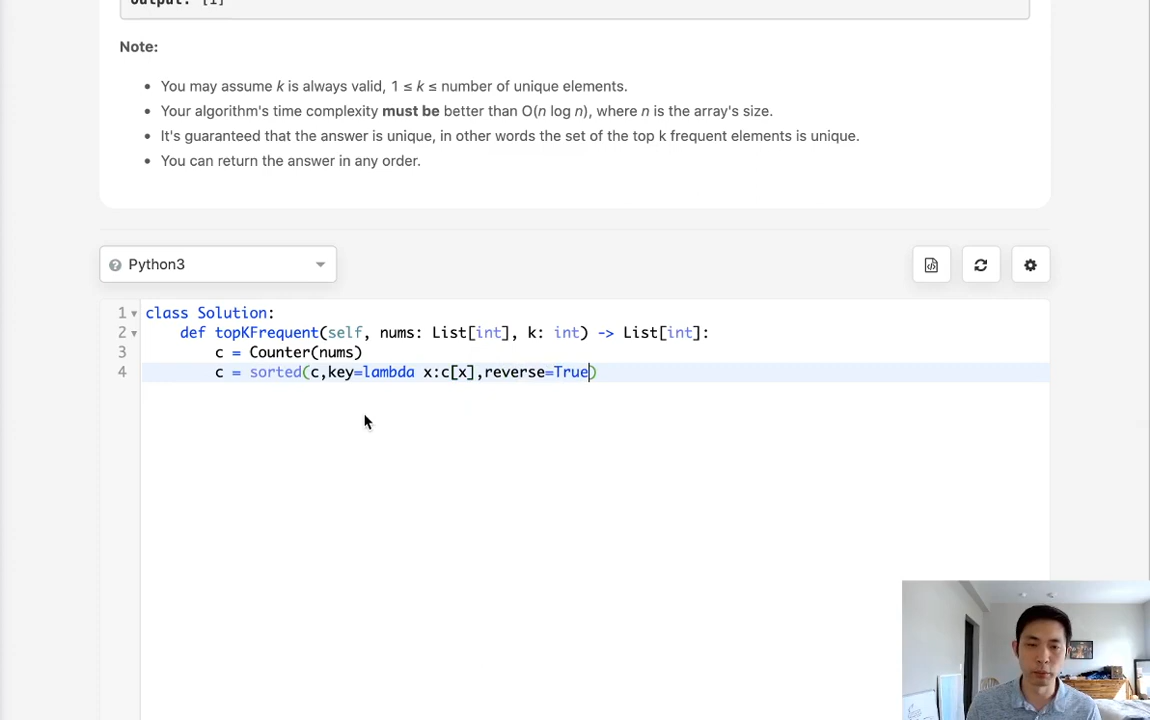 Output: [1]
Note:
• You may assume k is always valid, 1 ≤ k ≤ number of unique elements.
• Your algorithm's time complexity must be better than O(n log n), where n is the array's size.
• It's guaranteed that the answer is unique, in other words the set of the top k frequent elements is unique.
• You can return the answer in any order.
Python3
1 class Solution:
2 def topKFrequent(self, nums: List[int], k: int) -> List[int]:
3 c = Counter(nums)
4 c = sorted(c,key=lambda x:c[x],reverse=True)